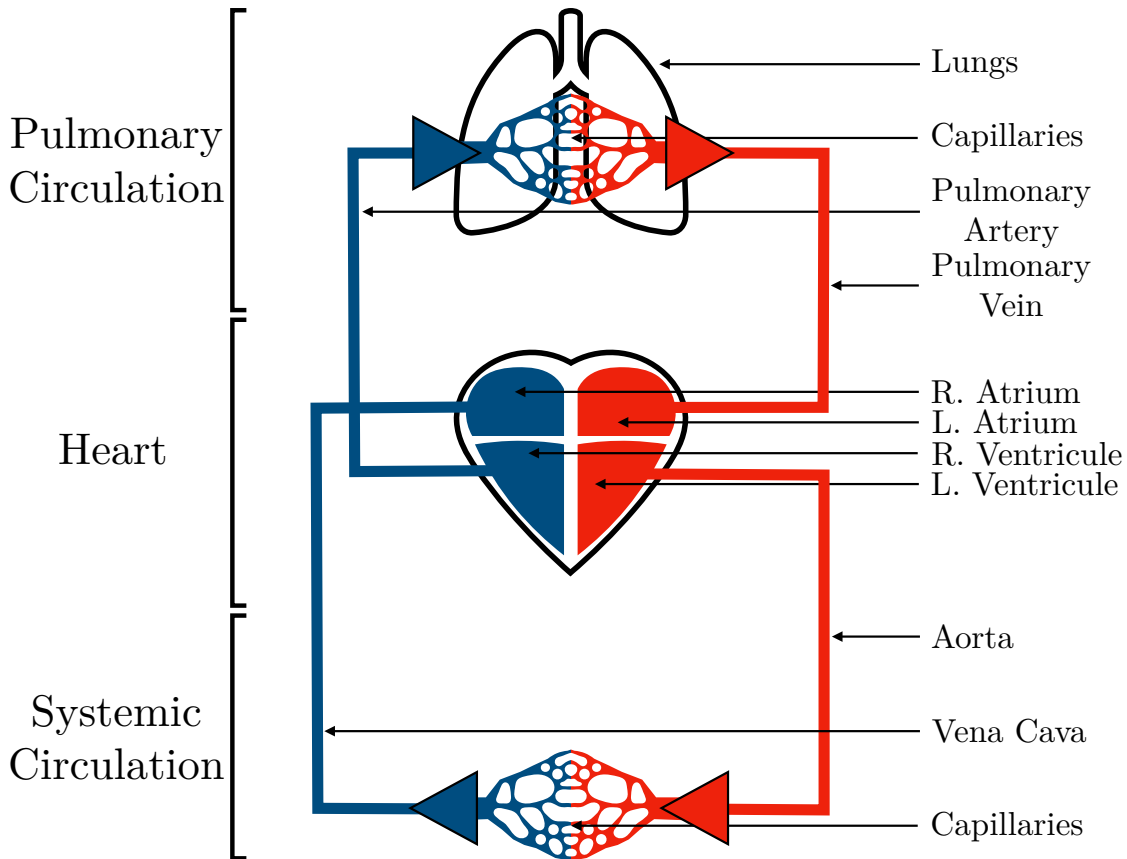 Pulmonary
Circulation
Heart
Systemic
Circulation
Lungs
Capillaries
Pulmonary
Artery
Pulmonary
Vein
R. Atrium
L. Atrium
R. Ventricule
L. Ventricule
Aorta
Vena Cava
Capillaries